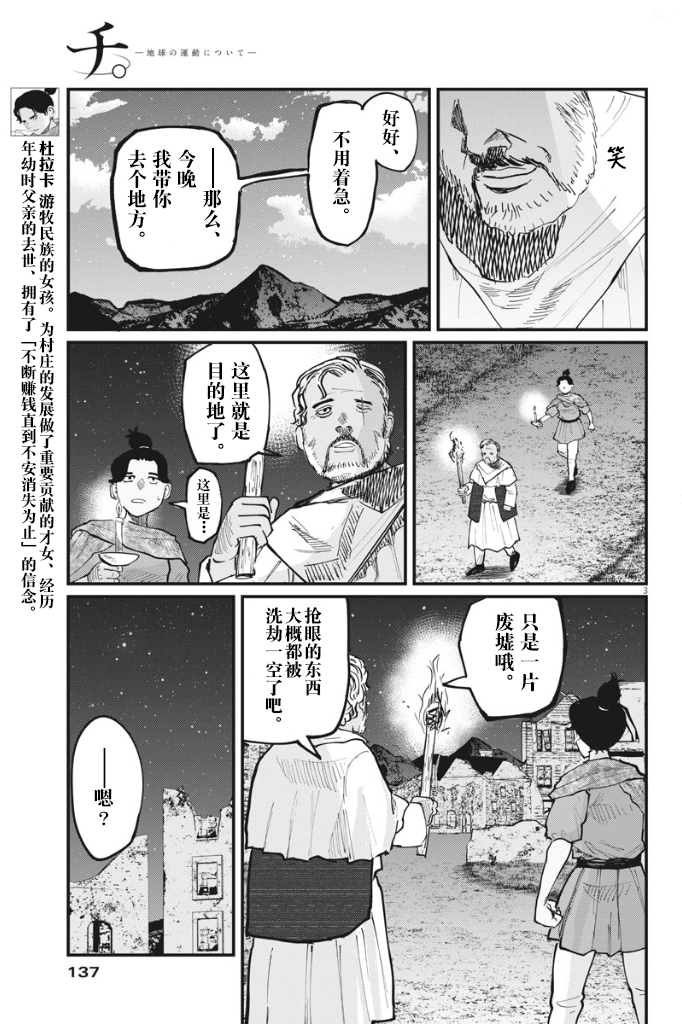 チ。
―地球の運動について―
杜拉卡 游牧民族的女孩。为村庄的发展做了重要贡献的才女、经历
年幼时父亲的去世、拥有了「不断赚钱直到不安消失为止」的信念。
笑
好好、
不用着急。
——那么、
今晚
我带你
去个地方。
这里就是
目的地了。
这里是…
3
只是一片
废墟哦。
抢眼的东西
大概都被
洗劫一空了吧。
——嗯？
137